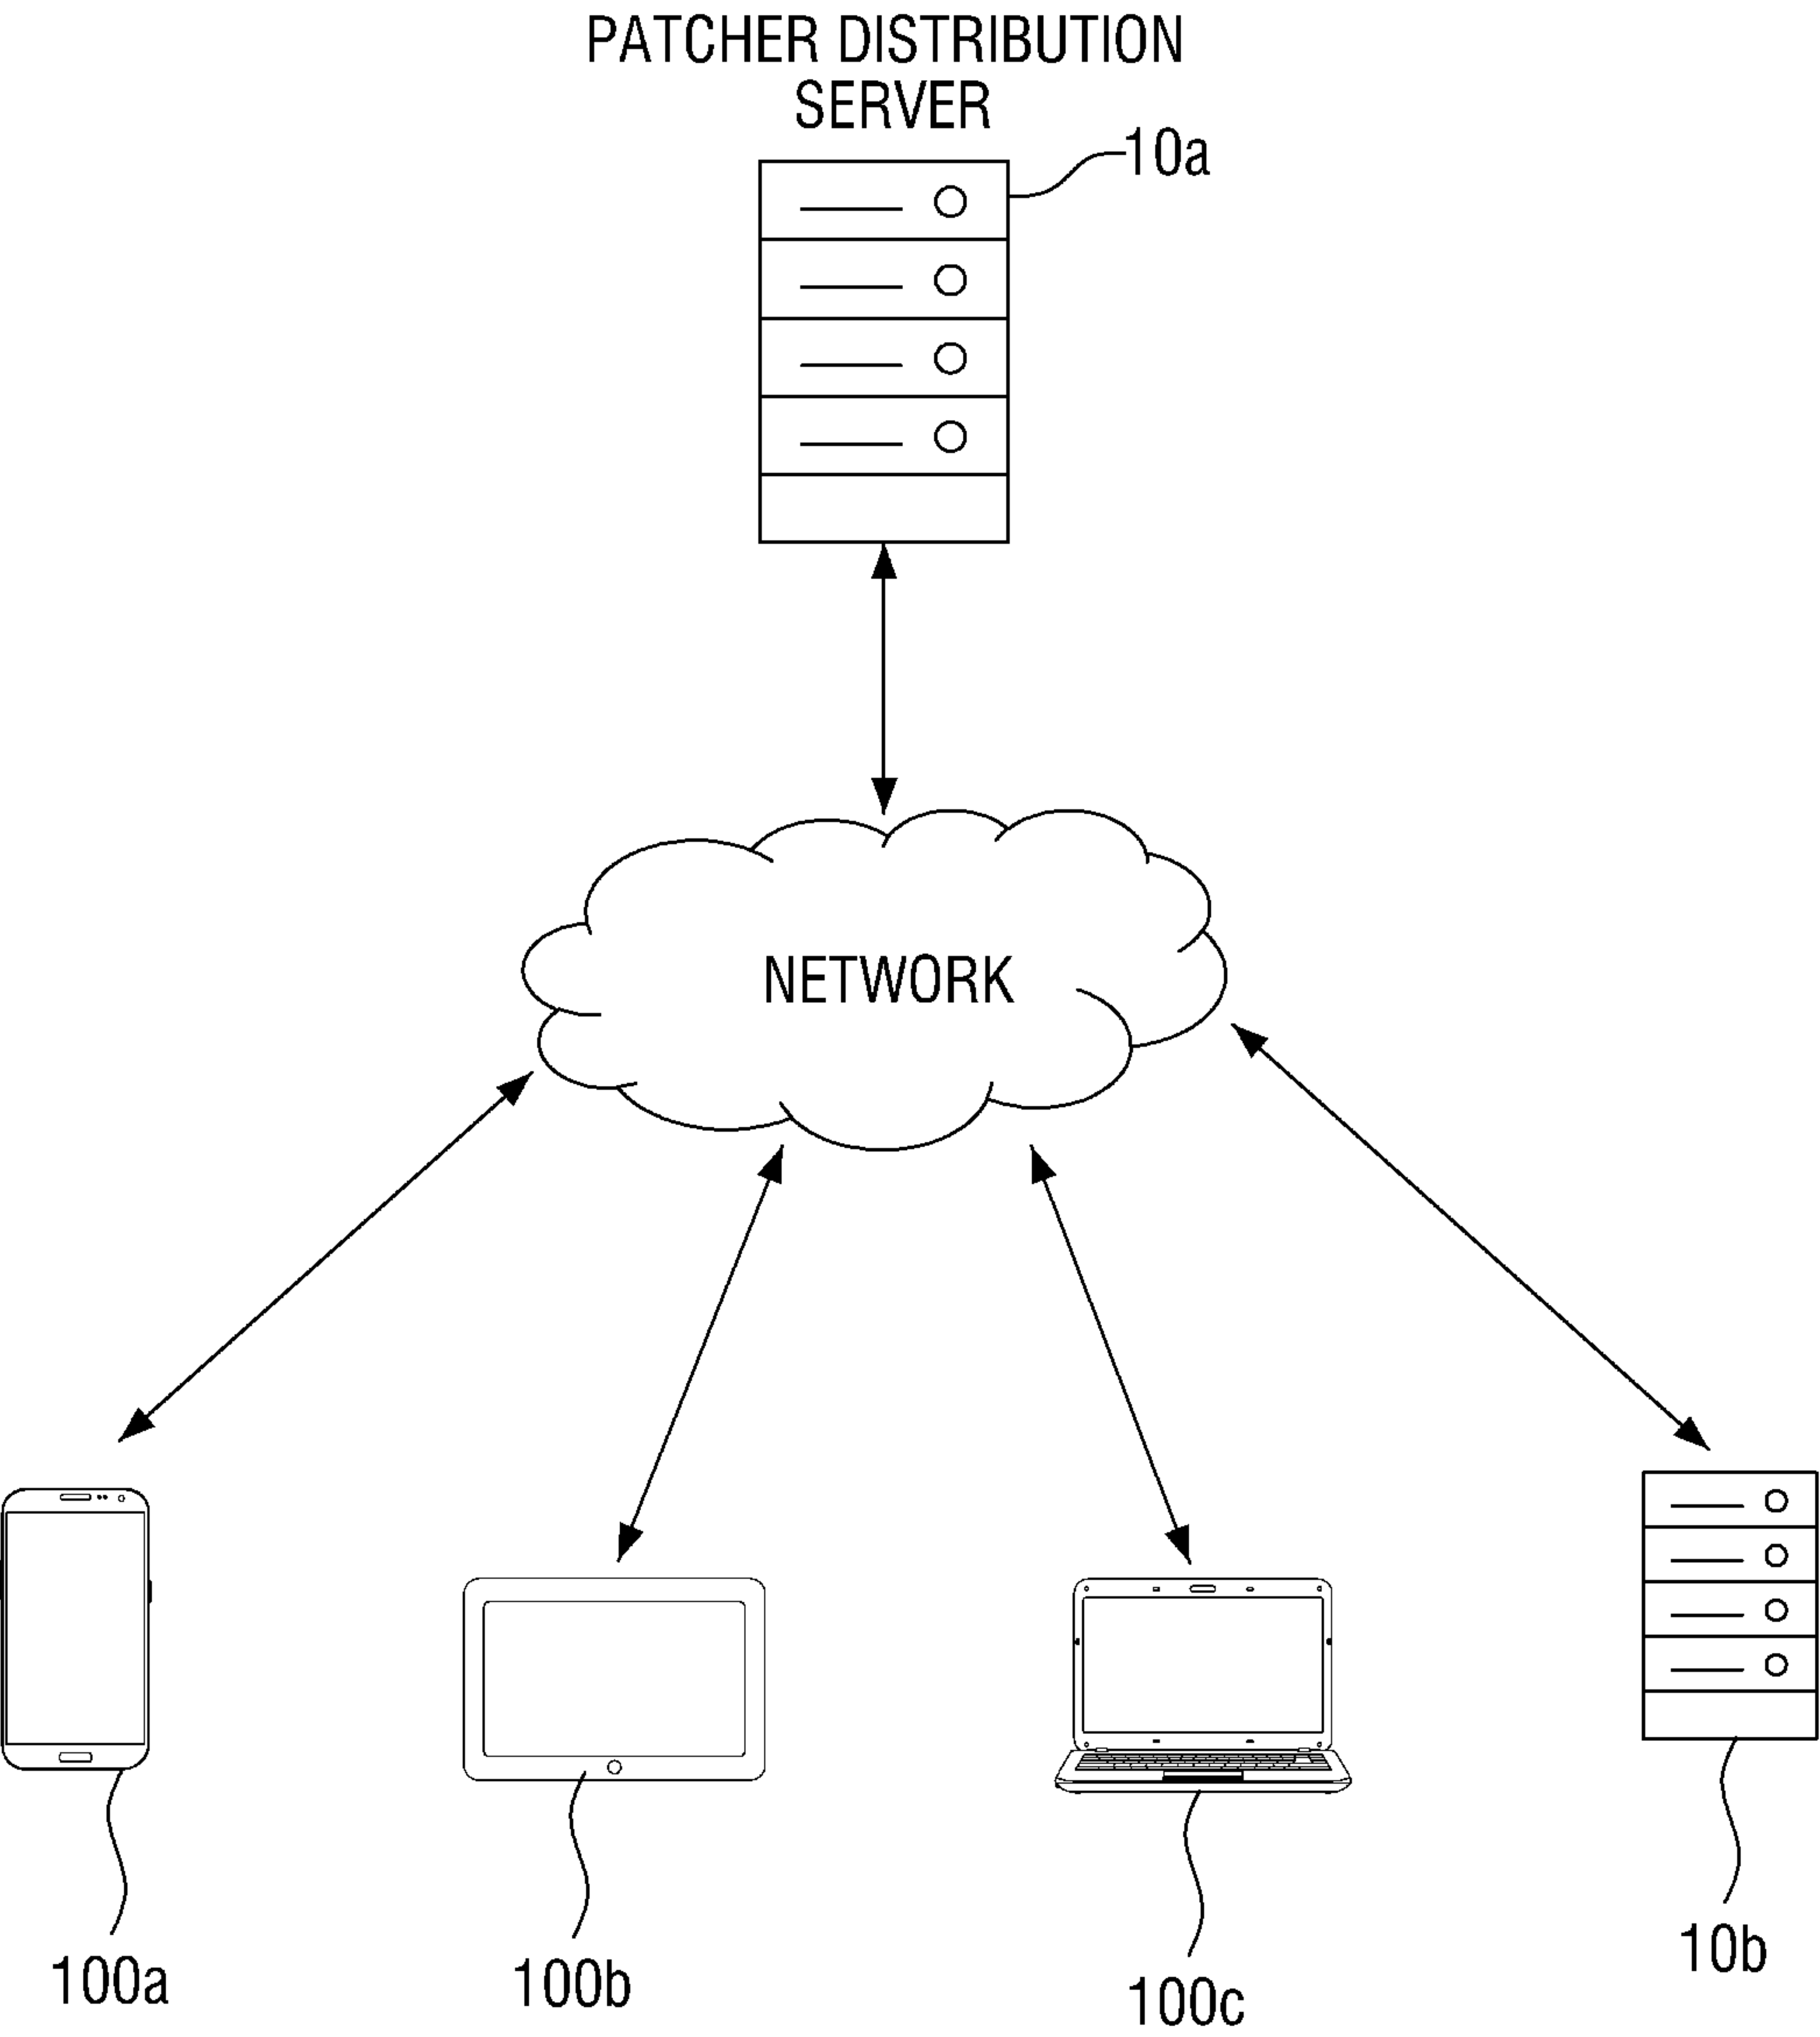 PATCHER DISTRIBUTION
SERVER
10a
NETWORK
100a
100b
100c
10b